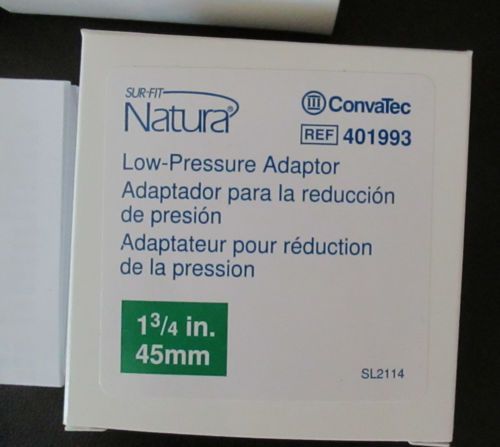 SUR-FIT
Natura®
ConvaTec
REF 401993
Low-Pressure Adaptor
Adaptador para la reducción
de presión
Adaptateur pour réduction
de la pression
1 3/4 in.
45mm
SL2114